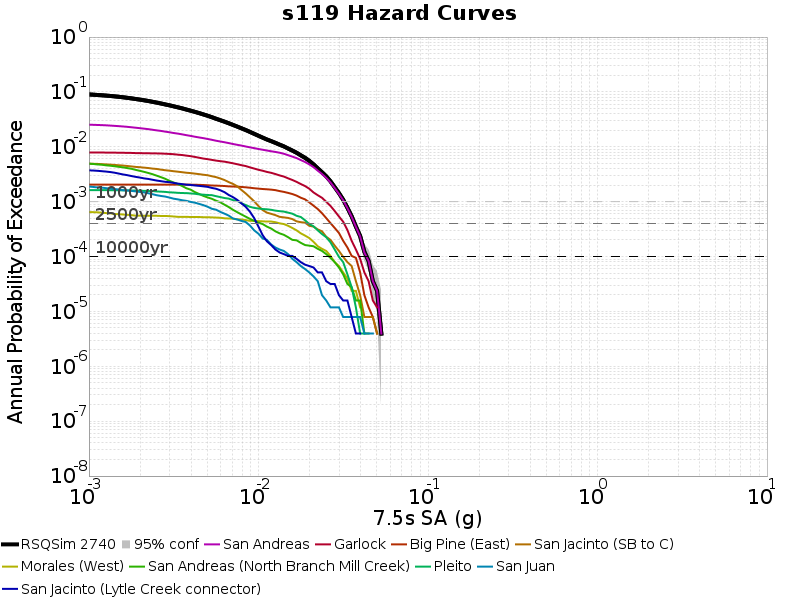 s119 Hazard Curves
10^0
10^-1
10^-2
10^-3
10^-4
10^-5
10^-6
10^-7
10^-8
Annual Probability of Exceedance
1000yr
2500yr
10000yr
10^-3 10^-2 10^-1 10^0 10^1
7.5s SA (g)
RSQSim 2740 95% conf San Andreas Garlock Big Pine (East) San Jacinto (SB to C)
Morales (West) San Andreas (North Branch Mill Creek) Pleito San Juan
San Jacinto (Lytle Creek connector)